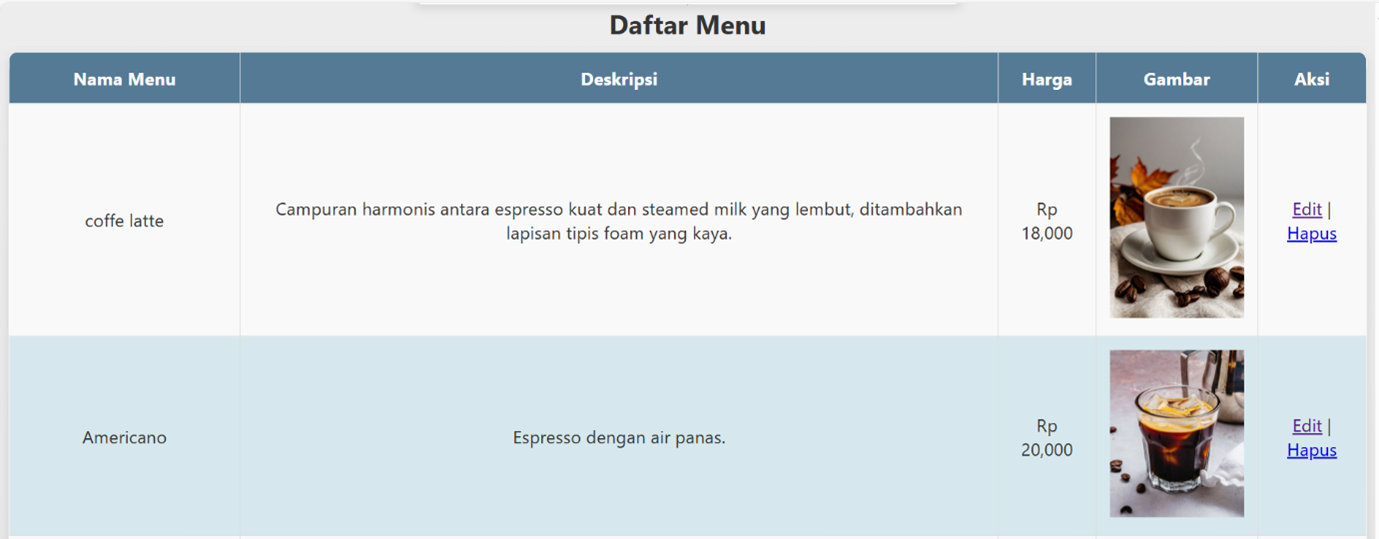 Daftar Menu
Nama Menu Deskripsi Harga Gambar Aksi
coffe latte
Campuran harmonis antara espresso kuat dan steamed milk yang lembut, ditambahkan
lapisan tipis foam yang kaya.
Rp
18,000
Edit |
Hapus
Americano
Espresso dengan air panas.
Rp
20,000
Edit |
Hapus